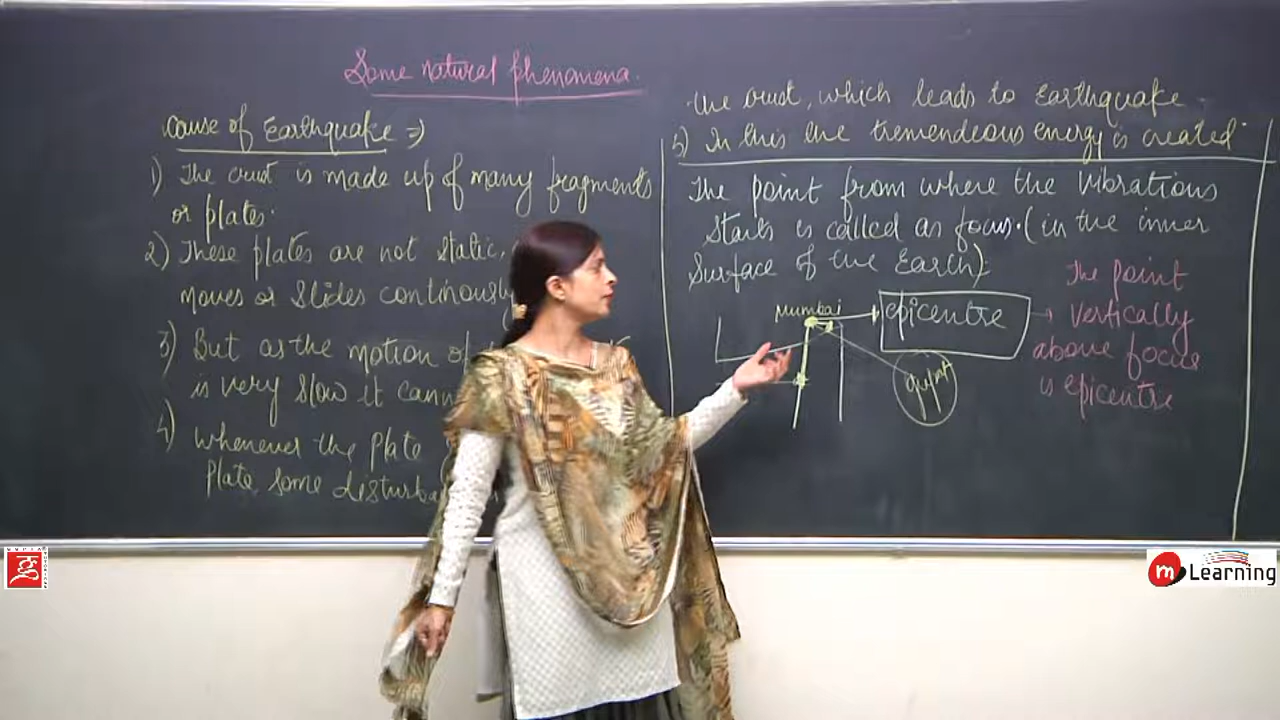 Some natural phenomena.
Cause of Earthquake ⇒)
1) The crust is made up of many fragments
or plates.
2) These plates are not static,
moves or slides continously
3) But as the motion of
is very slow it
4) Whenever the plate
Plate some
the crust, which leads to Earthquake.
5) In this the tremendeous energy is created.
The point from where the vibrations
Starts is called as focus. (in the inner
Surface of the Earth).
Mumbai
epicentre
The point
vertically
above focus
is epicentre
m Learning